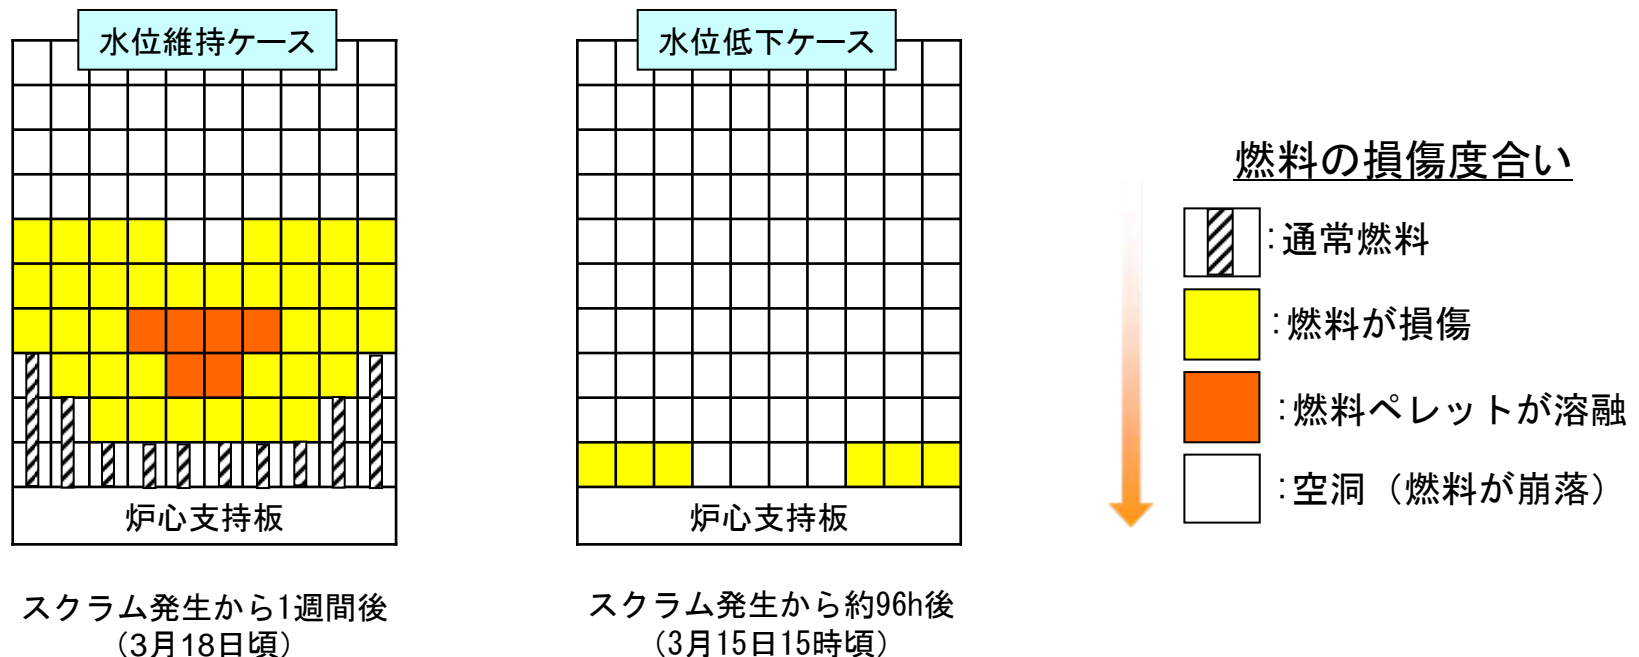 水位維持ケース
炉心支持板
スクラム発生から1週間後
（3月18日頃）
水位低下ケース
炉心支持板
スクラム発生から約96h後
（3月15日15時頃）
燃料の損傷度合い
：通常燃料
：燃料が損傷
：燃料ペレットが溶融
：空洞（燃料が崩落）